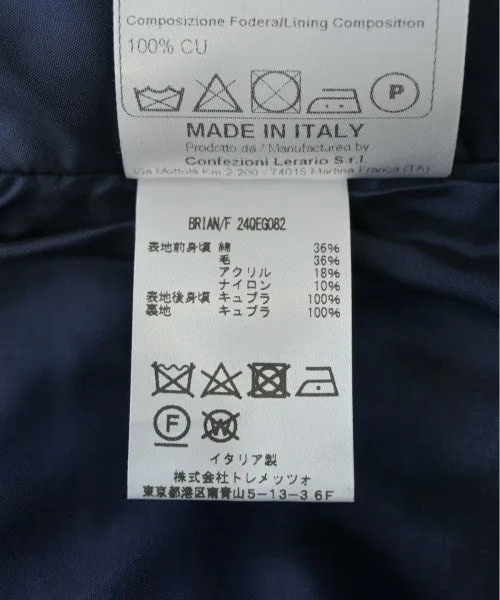 Composizione Fodera/Lining Composition
100% CU
P
MADE IN ITALY
Prodotto da / Manufactured by
Confezioni Lerario S.r.l.
Via Mottola Km 2.200 - 74015 Martina Franca (TA)
BRIAN/F 24QEG082
表地前身頃 綿 36%
毛 36%
アクリル 18%
ナイロン 10%
表地後身頃 キュプラ 100%
裏地 キュプラ 100%
F W
イタリア製
株式会社トレメッツォ
東京都港区南青山5-13-3 6F